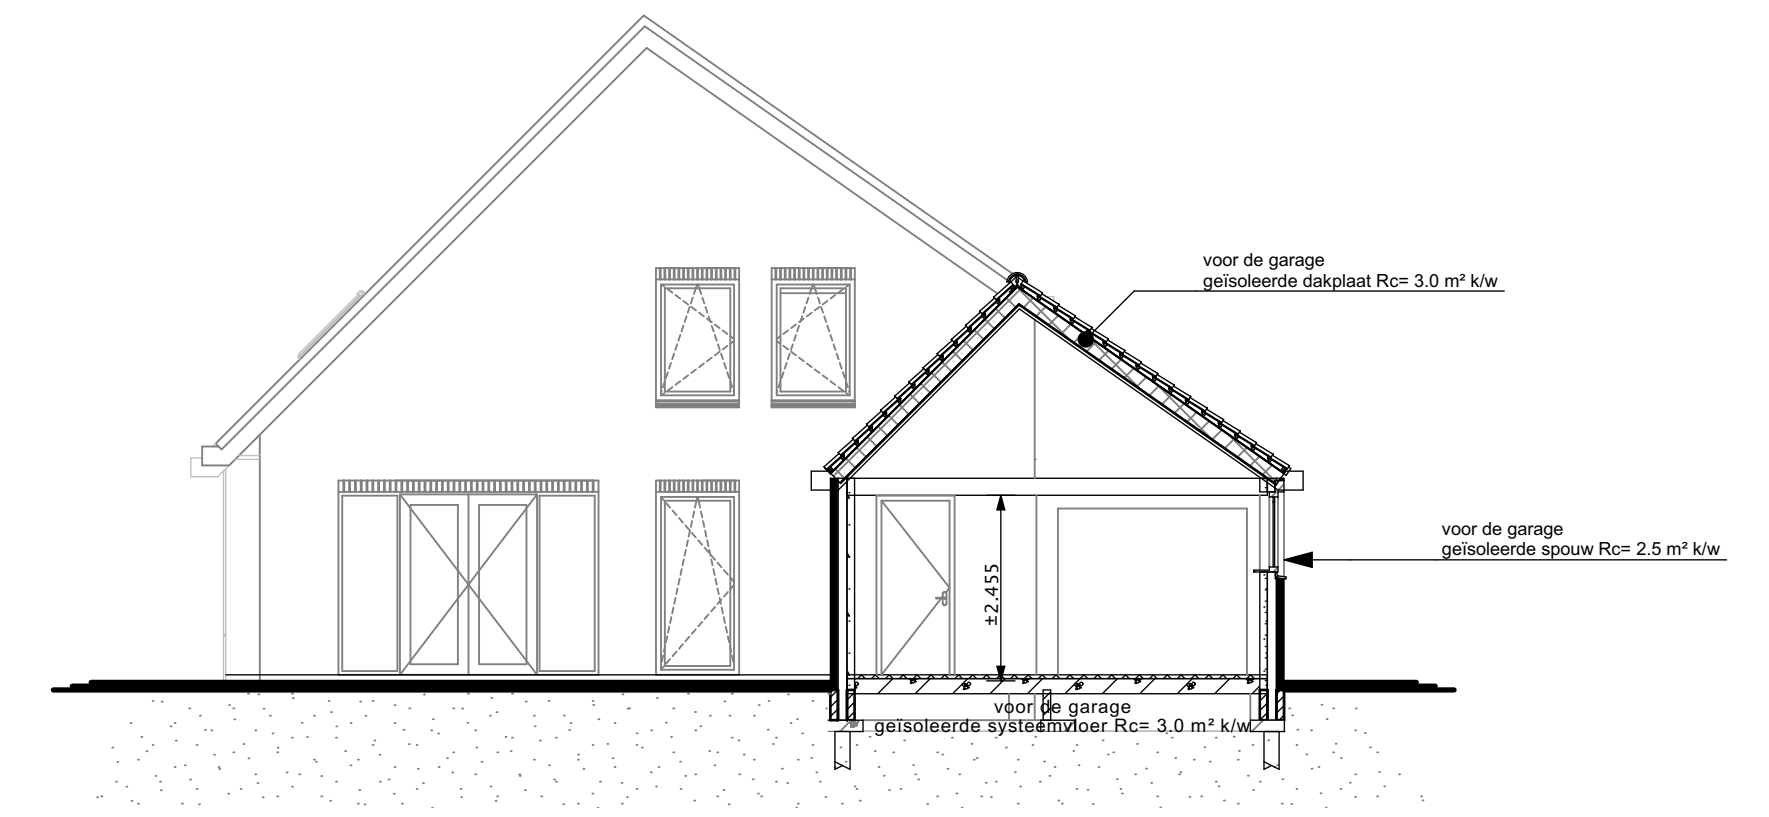 voor de garage
geïsoleerde dakplaat Rc= 3.0 m² k/w
voor de garage
geïsoleerde spouw Rc= 2.5 m² k/w
±2.455
voor de garage
geïsoleerde systeemvloer Rc= 3.0 m² k/w